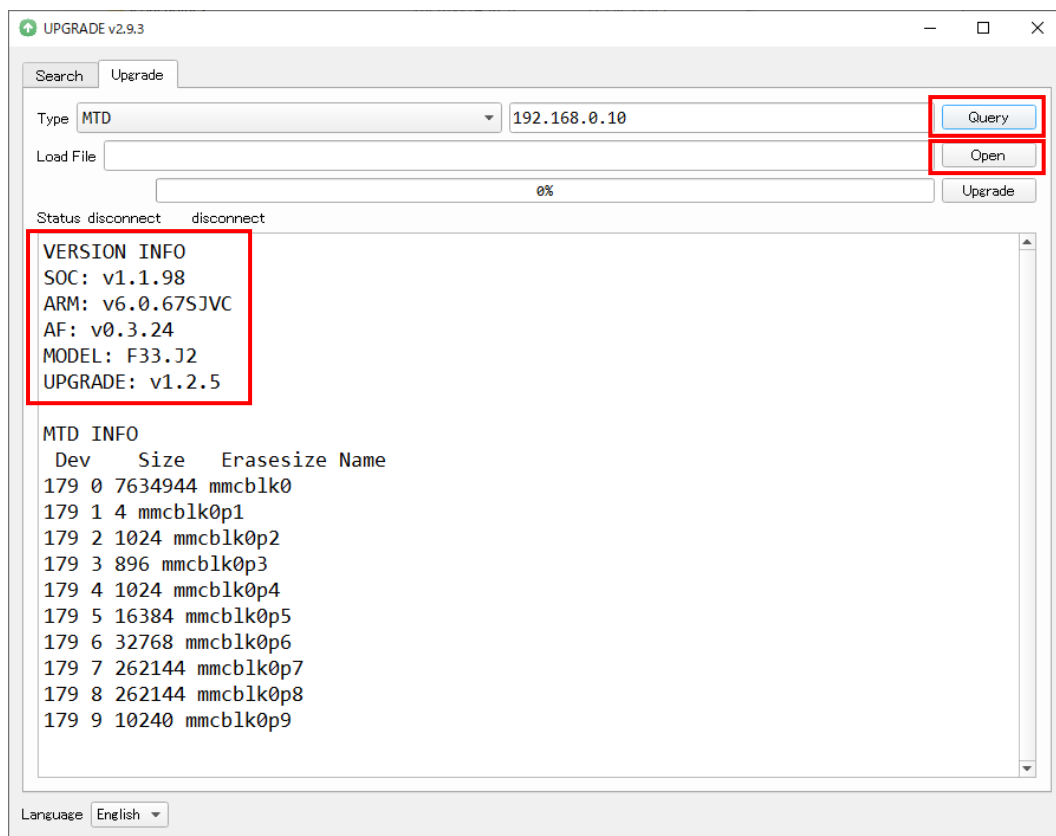 UPGRADE v2.9.3
Search Upgrade
Type MTD 192.168.0.10 Query
Load File Open
0% Upgrade
Status disconnect disconnect
VERSION INFO
SOC: v1.1.98
ARM: v6.0.67SJVC
AF: v0.3.24
MODEL: F33.J2
UPGRADE: v1.2.5
MTD INFO
Dev Size Erasesize Name
179 0 7634944 mmcblk0
179 1 4 mmcblk0p1
179 2 1024 mmcblk0p2
179 3 896 mmcblk0p3
179 4 1024 mmcblk0p4
179 5 16384 mmcblk0p5
179 6 32768 mmcblk0p6
179 7 262144 mmcblk0p7
179 8 262144 mmcblk0p8
179 9 10240 mmcblk0p9
Language English